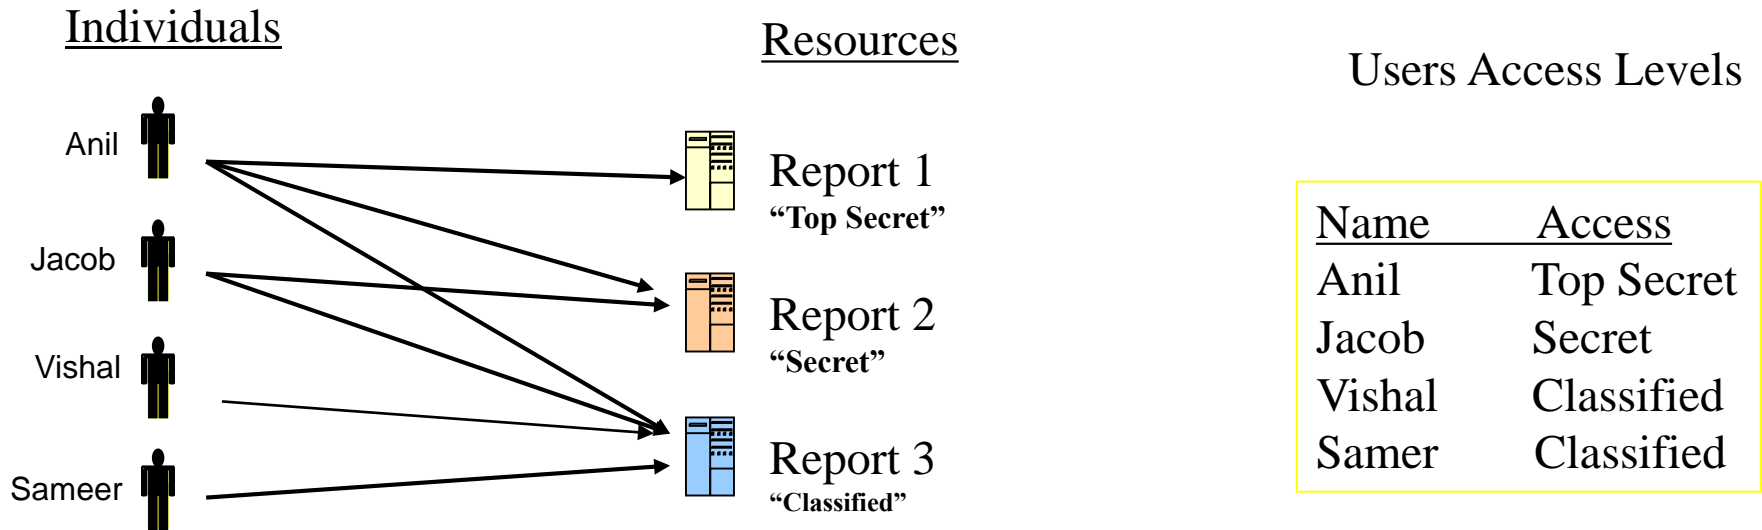 Individuals
Anil
Jacob
Vishal
Sameer
Resources
Report 1
“Top Secret”
Report 2
“Secret”
Report 3
“Classified”
Users Access Levels
Name Access
Anil Top Secret
Jacob Secret
Vishal Classified
Samer Classified